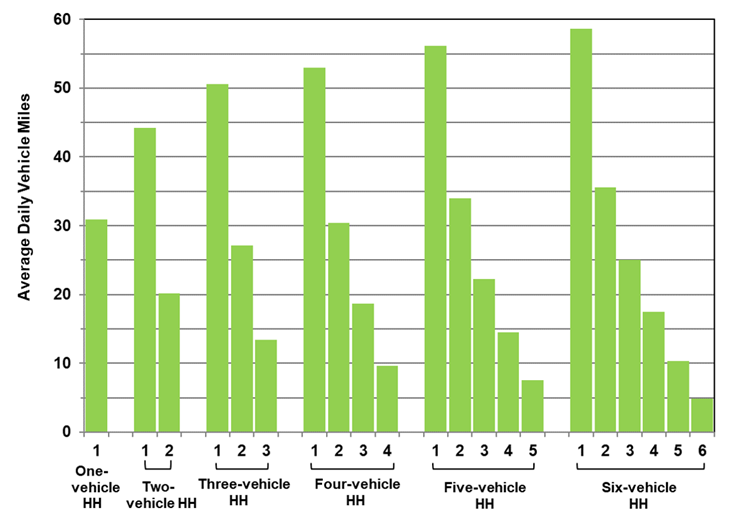 Average Daily Vehicle Miles
60
50
40
30
20
10
0
1 1 2 1 2 3 1 2 3 4 1 2 3 4 5 1 2 3 4 5 6
One-
vehicle
HH
Two-
vehicle HH
Three-vehicle
HH
Four-vehicle
HH
Five-vehicle
HH
Six-vehicle
HH